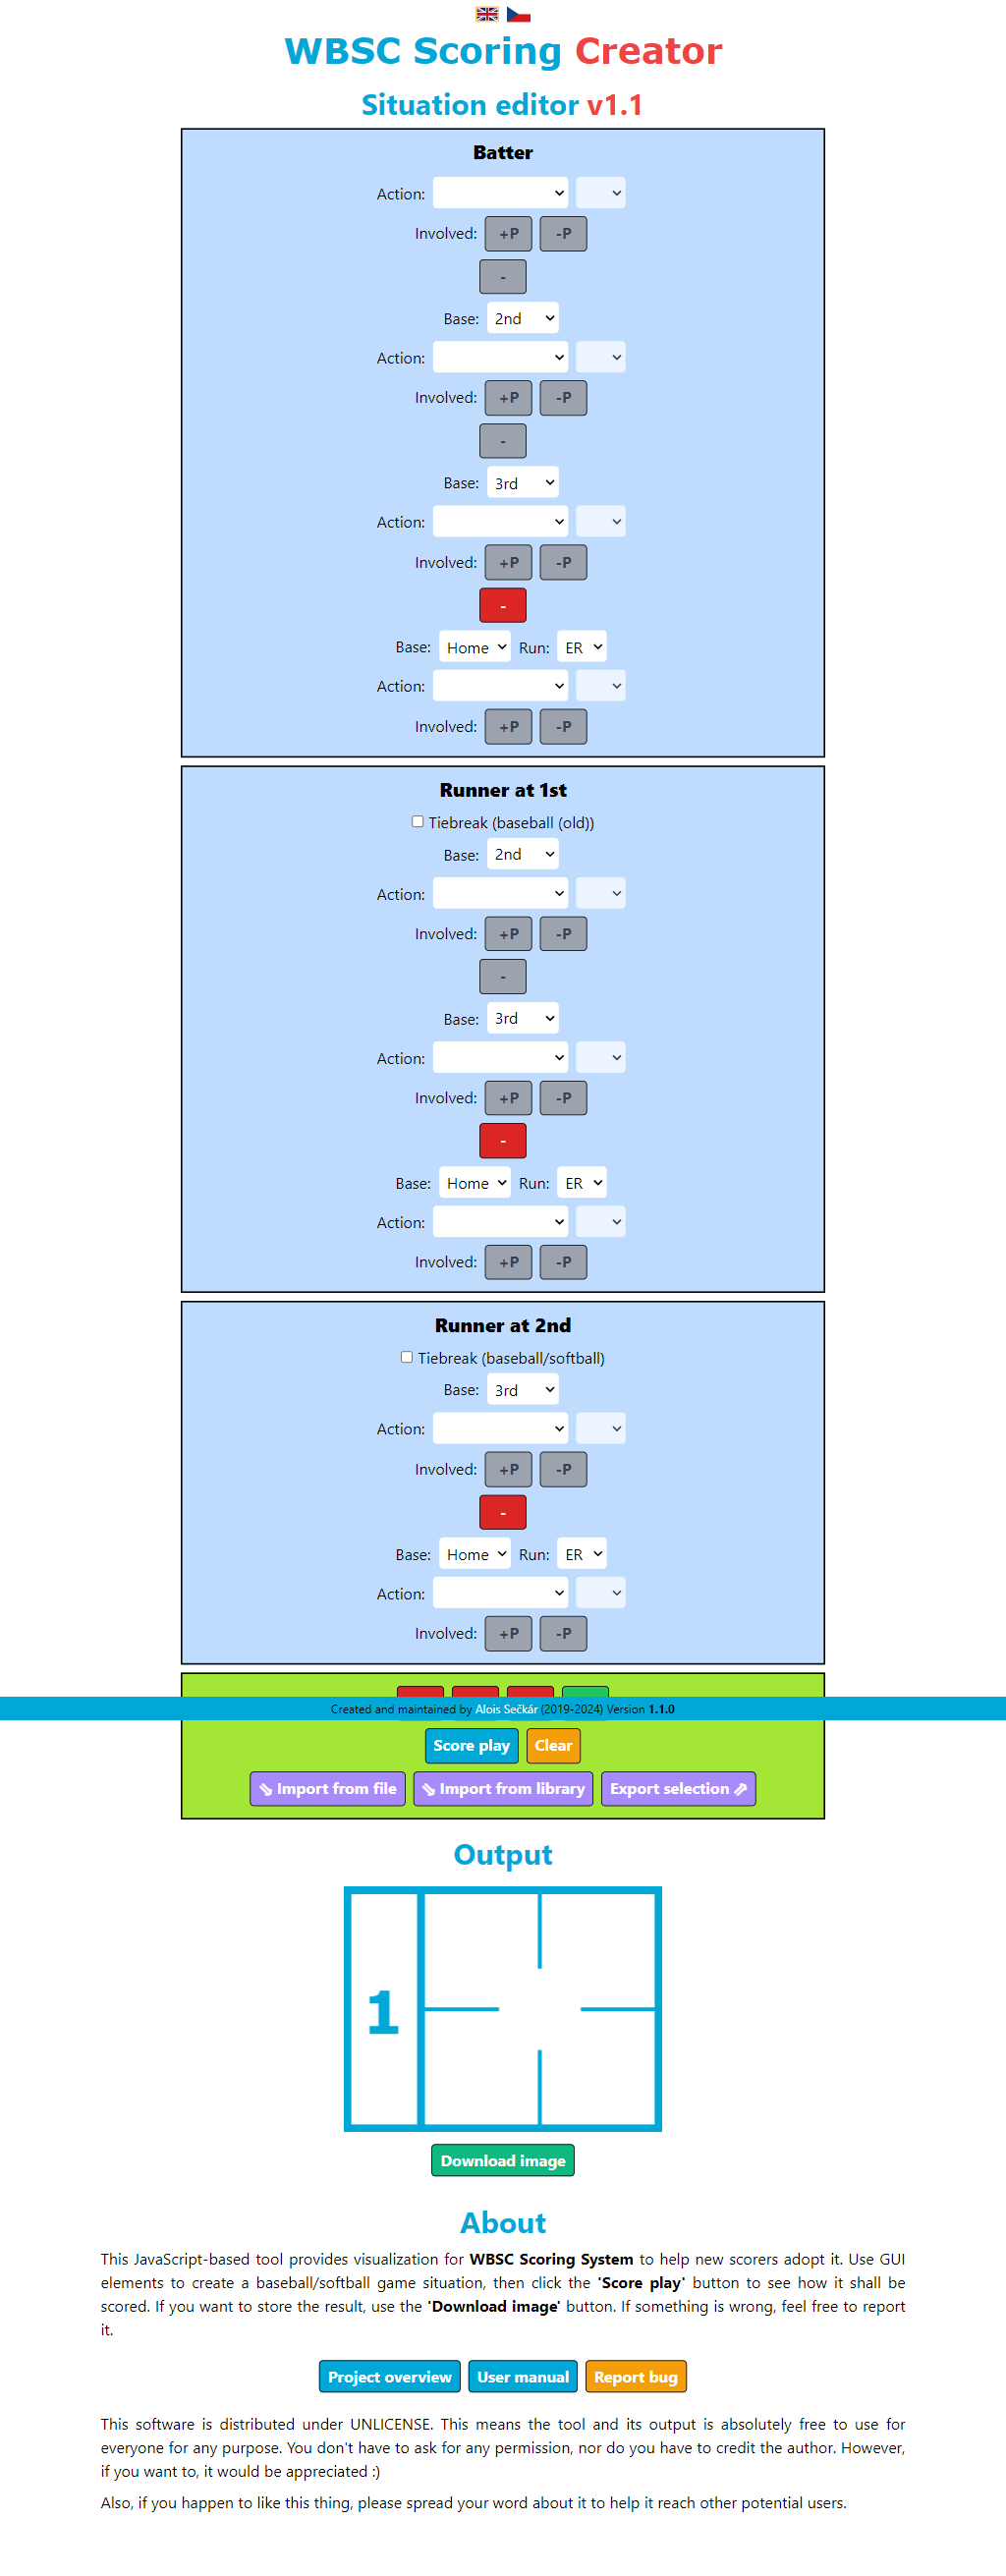 WBSC Scoring Creator
Situation editor v1.1
Batter
Action:
Involved: +P -P
-
Base: 2nd
Action:
Involved: +P -P
-
Base: 3rd
Action:
Involved: +P -P
-
Base: Home Run: ER
Action:
Involved: +P -P
Runner at 1st
Tiebreak (baseball (old))
Base: 2nd
Action:
Involved: +P -P
-
Base: 3rd
Action:
Involved: +P -P
-
Base: Home Run: ER
Action:
Involved: +P -P
Runner at 2nd
Tiebreak (baseball/softball)
Base: 3rd
Action:
Involved: +P -P
-
Base: Home Run: ER
Action:
Involved: +P -P
Created and maintained by Alois Sečkár (2019-2024) Version 1.1.0
Score play Clear
⇘ Import from file ⇘ Import from library Export selection ⇗
Output
1
Download image
About
This JavaScript-based tool provides visualization for WBSC Scoring System to help new scorers adopt it. Use GUI
elements to create a baseball/softball game situation, then click the 'Score play' button to see how it shall be
scored. If you want to store the result, use the 'Download image' button. If something is wrong, feel free to report
it.
Project overview User manual Report bug
This software is distributed under UNLICENSE. This means the tool and its output is absolutely free to use for
everyone for any purpose. You don't have to ask for any permission, nor do you have to credit the author. However,
if you want to, it would be appreciated :)
Also, if you happen to like this thing, please spread your word about it to help it reach other potential users.